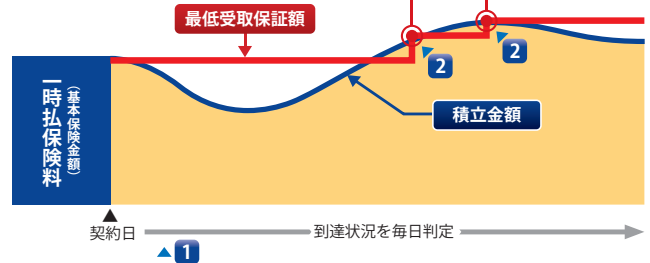 最低受取保証額
2
2
積立金額
一時払保険料
(基本保険金額)
契約日
到達状況を毎日判定
1